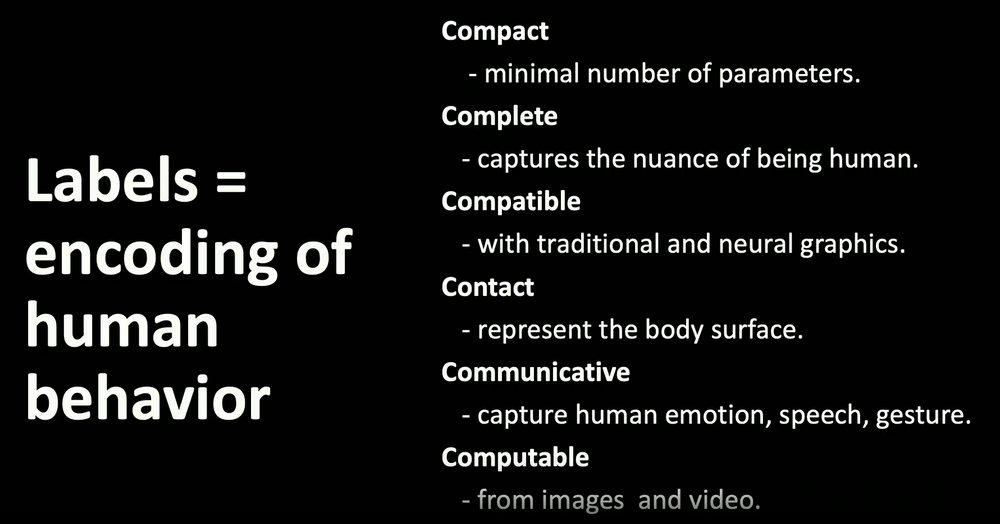 Labels =
encoding of
human
behavior
Compact
- minimal number of parameters.
Complete
- captures the nuance of being human.
Compatible
- with traditional and neural graphics.
Contact
- represent the body surface.
Communicative
- capture human emotion, speech, gesture.
Computable
- from images  and video.